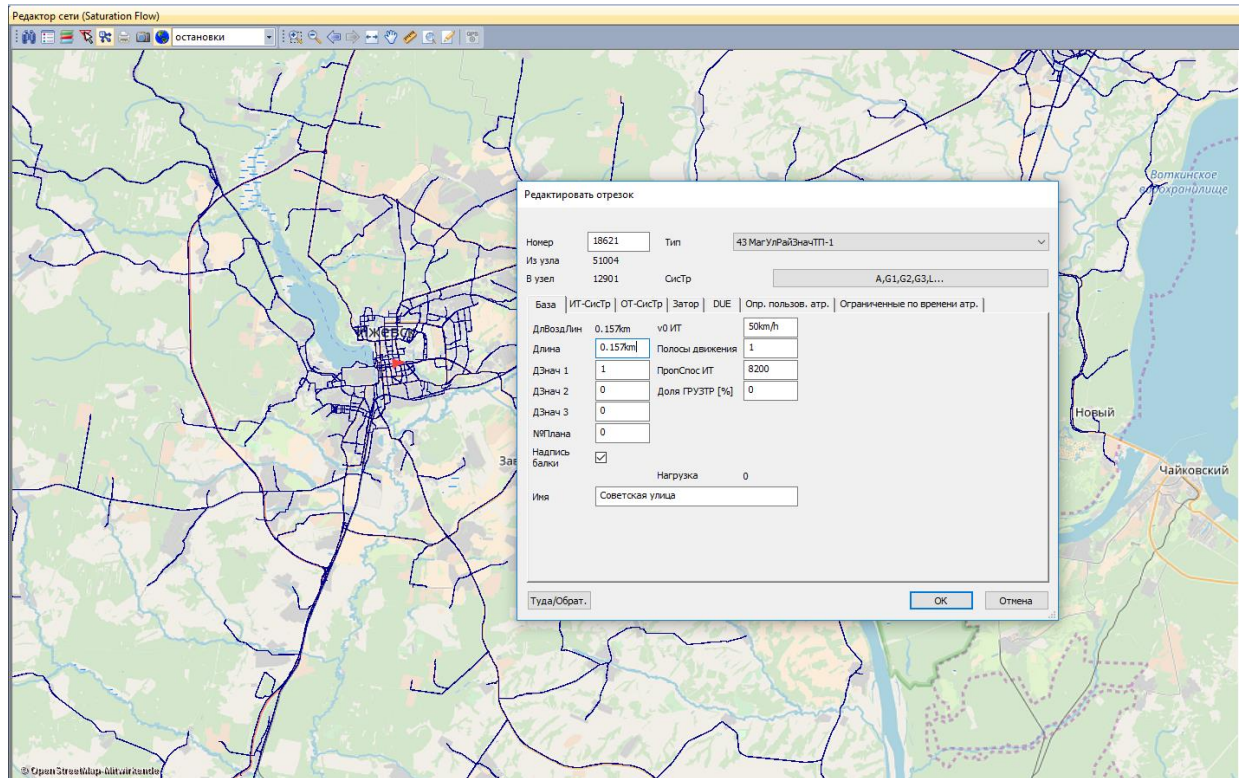 Редактор сети (Saturation Flow)
остановки
Воткинское
водохранилище
Редактировать отрезок
Номер 18621 Тип 43 МагУлРайЗначТП-1
Из узла 51004
В узел 12901 СисТр A,G1,G2,G3,L...
База ИТ-СисТр ОТ-СисТр Затор DUE Опр. пользов. атр. Ограниченные по времени атр.
ДлВоздЛин 0.157km v0 ИТ 50km/h
Длина 0.157km Полосы движения 1
ДЗнач 1 1 ПропСпос ИТ 8200
ДЗнач 2 0 Доля ГРУЗТР [%] 0
ДЗнач 3 0
№Плана 0
Надпись
балки
Нагрузка 0
Имя Советская улица
Туда/Обрат. OK Отмена
Новый
Чайковский
Зав
© OpenStreetMap-Mitwirkende